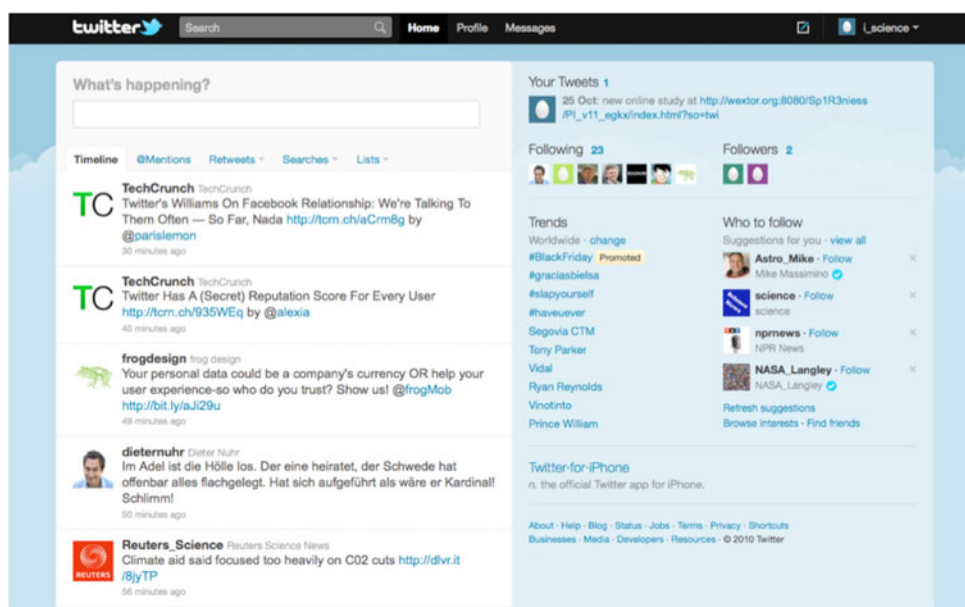 twitter
Search
Home Profile Messages
i_science
What's happening?
Timeline @Mentions Retweets Searches Lists
TC
TechCrunch TechCrunch
Twitter's Williams On Facebook Relationship: We're Talking To
Them Often — So Far, Nada http://tcrn.ch/aCrm8g by
@parislemon
30 minutes ago
TC
TechCrunch TechCrunch
Twitter Has A (Secret) Reputation Score For Every User
http://tcrn.ch/935WEq by @alexia
40 minutes ago
frogdesign frog design
Your personal data could be a company's currency OR help your
user experience-so who do you trust? Show us! @frogMob
http://bit.ly/aJi29u
49 minutes ago
dieternuhr Dieter Nuhr
Im Adel ist die Hölle los. Der eine heiratet, der Schwede hat
offenbar alles flachgelegt. Hat sich aufgeführt als wäre er Kardinal!
Schlimm!
50 minutes ago
REUTERS
Reuters_Science Reuters Science News
Climate aid said focused too heavily on C02 cuts http://dlvr.it
/8jyTP
56 minutes ago
Your Tweets 1
25 Oct: new online study at http://wextor.org:8080/Sp1R3niess
/PI_v11_egkx/index.html?so=twi
Following 23
Followers 2
Trends
Worldwide · change
#BlackFriday Promoted
#graciasbielsa
#slapyourself
#haveuever
Segovia CTM
Tony Parker
Vidal
Ryan Reynolds
Vinotinto
Prince William
Who to follow
Suggestions for you · view all
Astro_Mike · Follow
Mike Massimino
science · Follow
science
nprnews · Follow
NPR News
NASA_Langley · Follow
NASA_Langley
Refresh suggestions
Browse interests · Find friends
Twitter·for·iPhone
n. the official Twitter app for iPhone.
About · Help · Blog · Status · Jobs · Terms · Privacy · Shortcuts
Businesses · Media · Developers · Resources · © 2010 Twitter